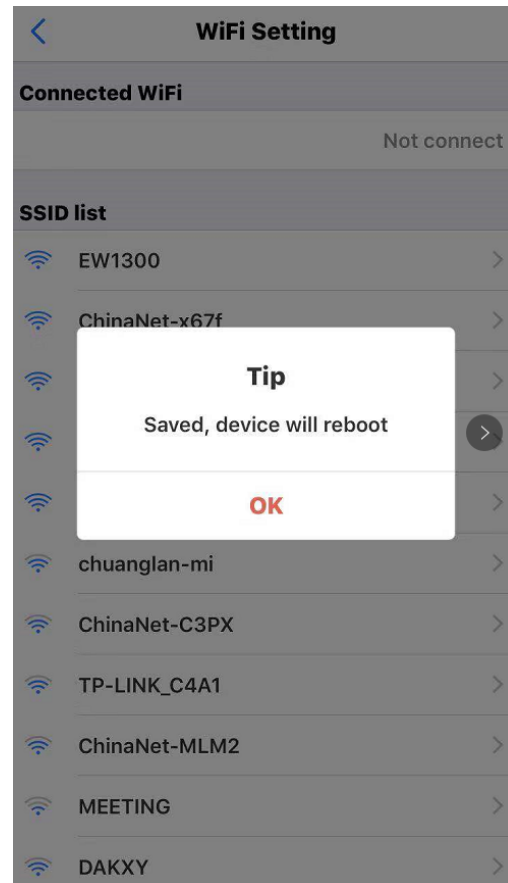 WiFi Setting
Connected WiFi
Not connect
SSID list
EW1300
ChinaNet-x67f
Tip
Saved, device will reboot
OK
chuanglan-mi
ChinaNet-C3PX
TP-LINK_C4A1
ChinaNet-MLM2
MEETING
DAKXY